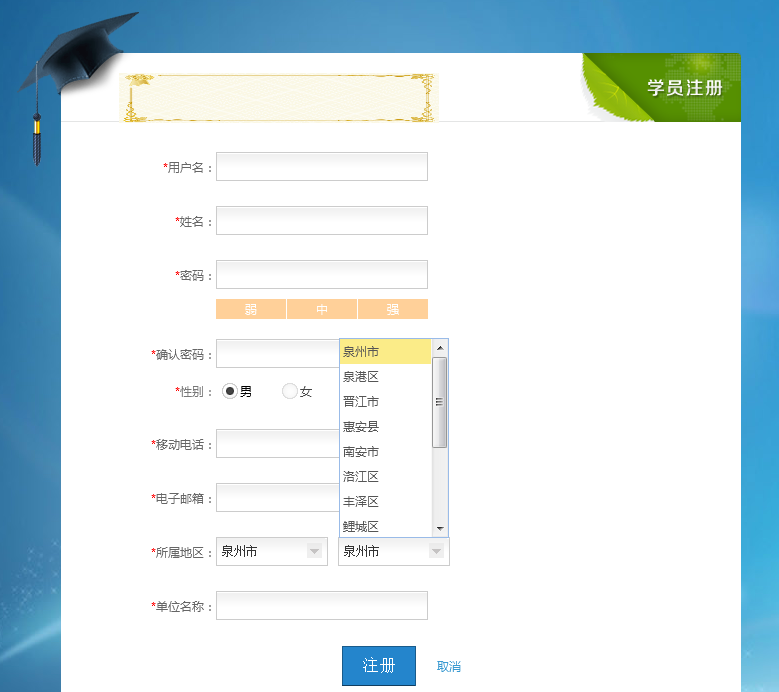 学员注册
*用户名：
*姓名：
*密码：
弱 中 强
*确认密码：
泉州市
泉港区
晋江市
惠安县
南安市
洛江区
丰泽区
鲤城区
*性别： 男 女
*移动电话：
*电子邮箱：
*所属地区： 泉州市 泉州市
*单位名称：
注册 取消